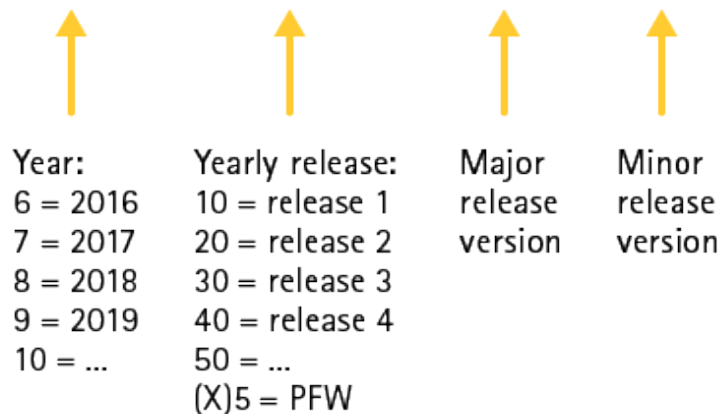 Year:
6 = 2016
7 = 2017
8 = 2018
9 = 2019
10 = ...
Yearly release:
10 = release 1
20 = release 2
30 = release 3
40 = release 4
50 = ...
(X)5 = PFW
Major
release
version
Minor
release
version